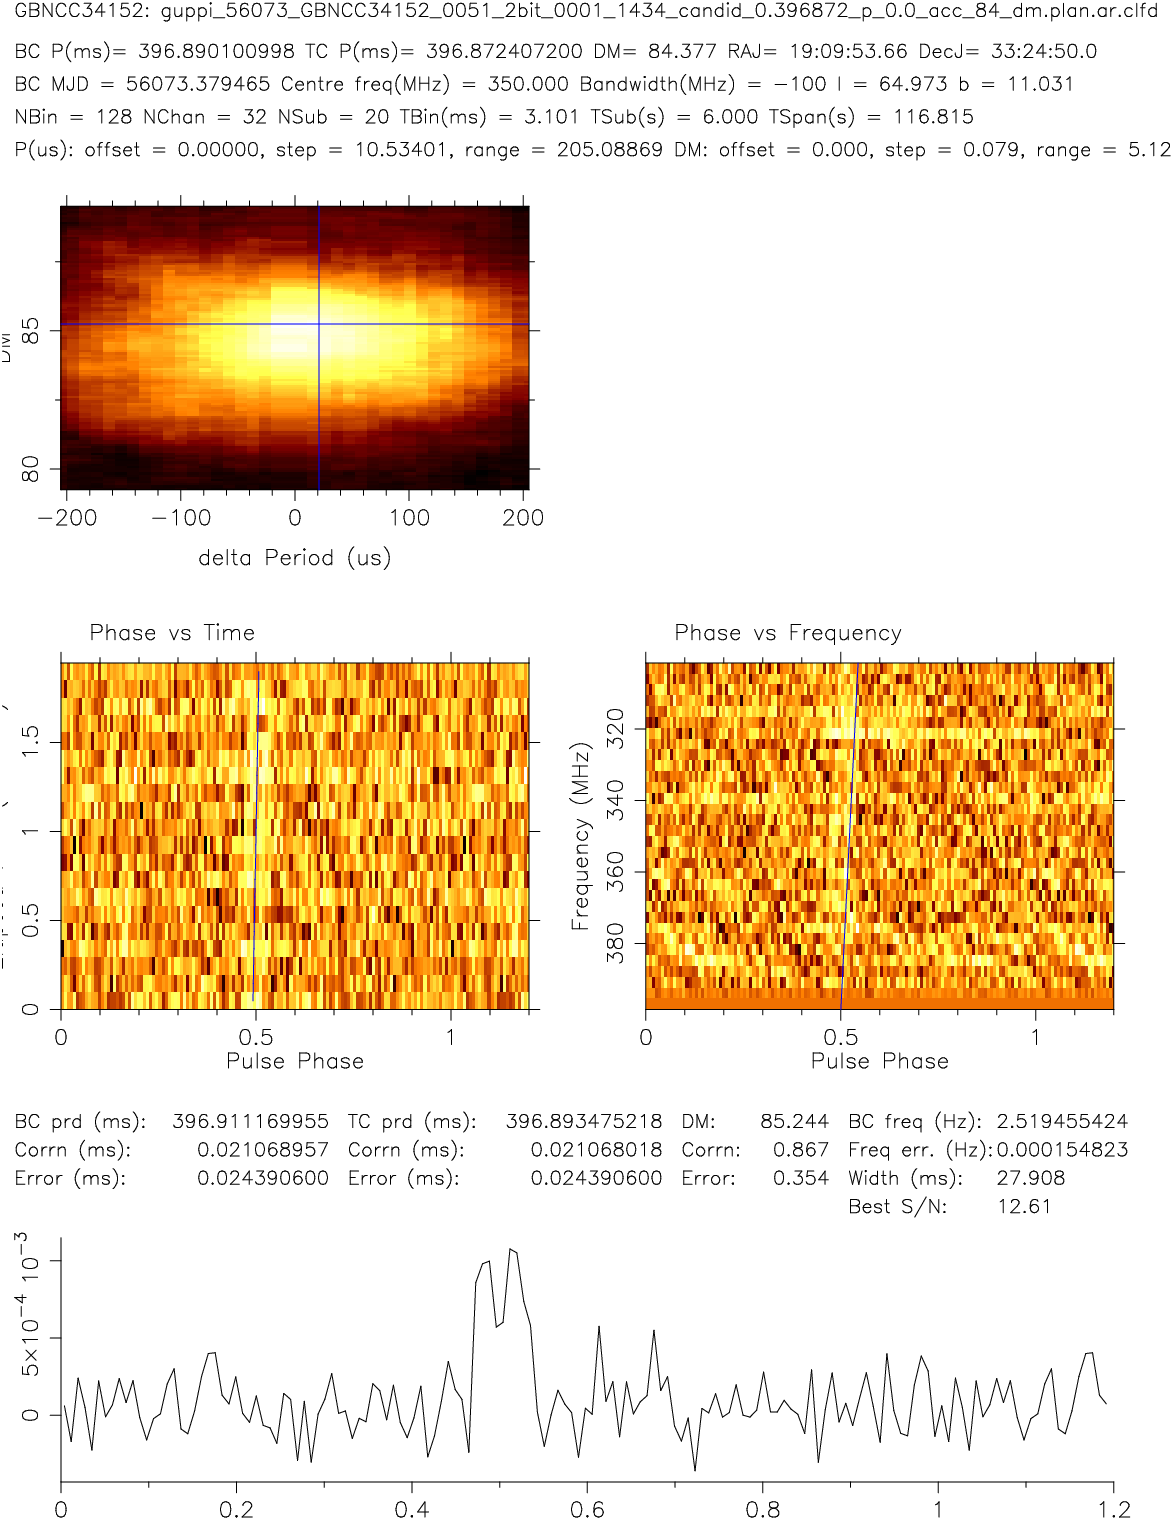 GBNCC34152: guppi_56073_GBNCC34152_0051_2bit_0001_1434_candid_0.396872_p_0.0_acc_84_dm.plan.ar.clfd
BC P(ms)= 396.890100998 TC P(ms)= 396.872407200 DM= 84.377 RAJ= 19:09:53.66 DecJ= 33:24:50.0
BC MJD = 56073.379465 Centre freq(MHz) = 350.000 Bandwidth(MHz) = −100 l = 64.973 b = 11.031
NBin = 128 NChan = 32 NSub = 20 TBin(ms) = 3.101 TSub(s) = 6.000 TSpan(s) = 116.815
P(us): offset = 0.00000, step = 10.53401, range = 205.08869 DM: offset = 0.000, step = 0.079, range = 5.12
DM
85
80
−200 −100 0 100 200
delta Period (us)
Phase vs Time
1.5
1
0.5
0
0 0.5 1
Pulse Phase
Phase vs Frequency
Frequency (MHz)
320
340
360
380
0 0.5 1
Pulse Phase
BC prd (ms): 396.911169955 TC prd (ms): 396.893475218 DM: 85.244 BC freq (Hz): 2.519455424
Corrn (ms): 0.021068957 Corrn (ms): 0.021068018 Corrn: 0.867 Freq err. (Hz): 0.000154823
Error (ms): 0.024390600 Error (ms): 0.024390600 Error: 0.354 Width (ms): 27.908
Best S/N: 12.61
10−3
5×10−4
0
0 0.2 0.4 0.6 0.8 1 1.2